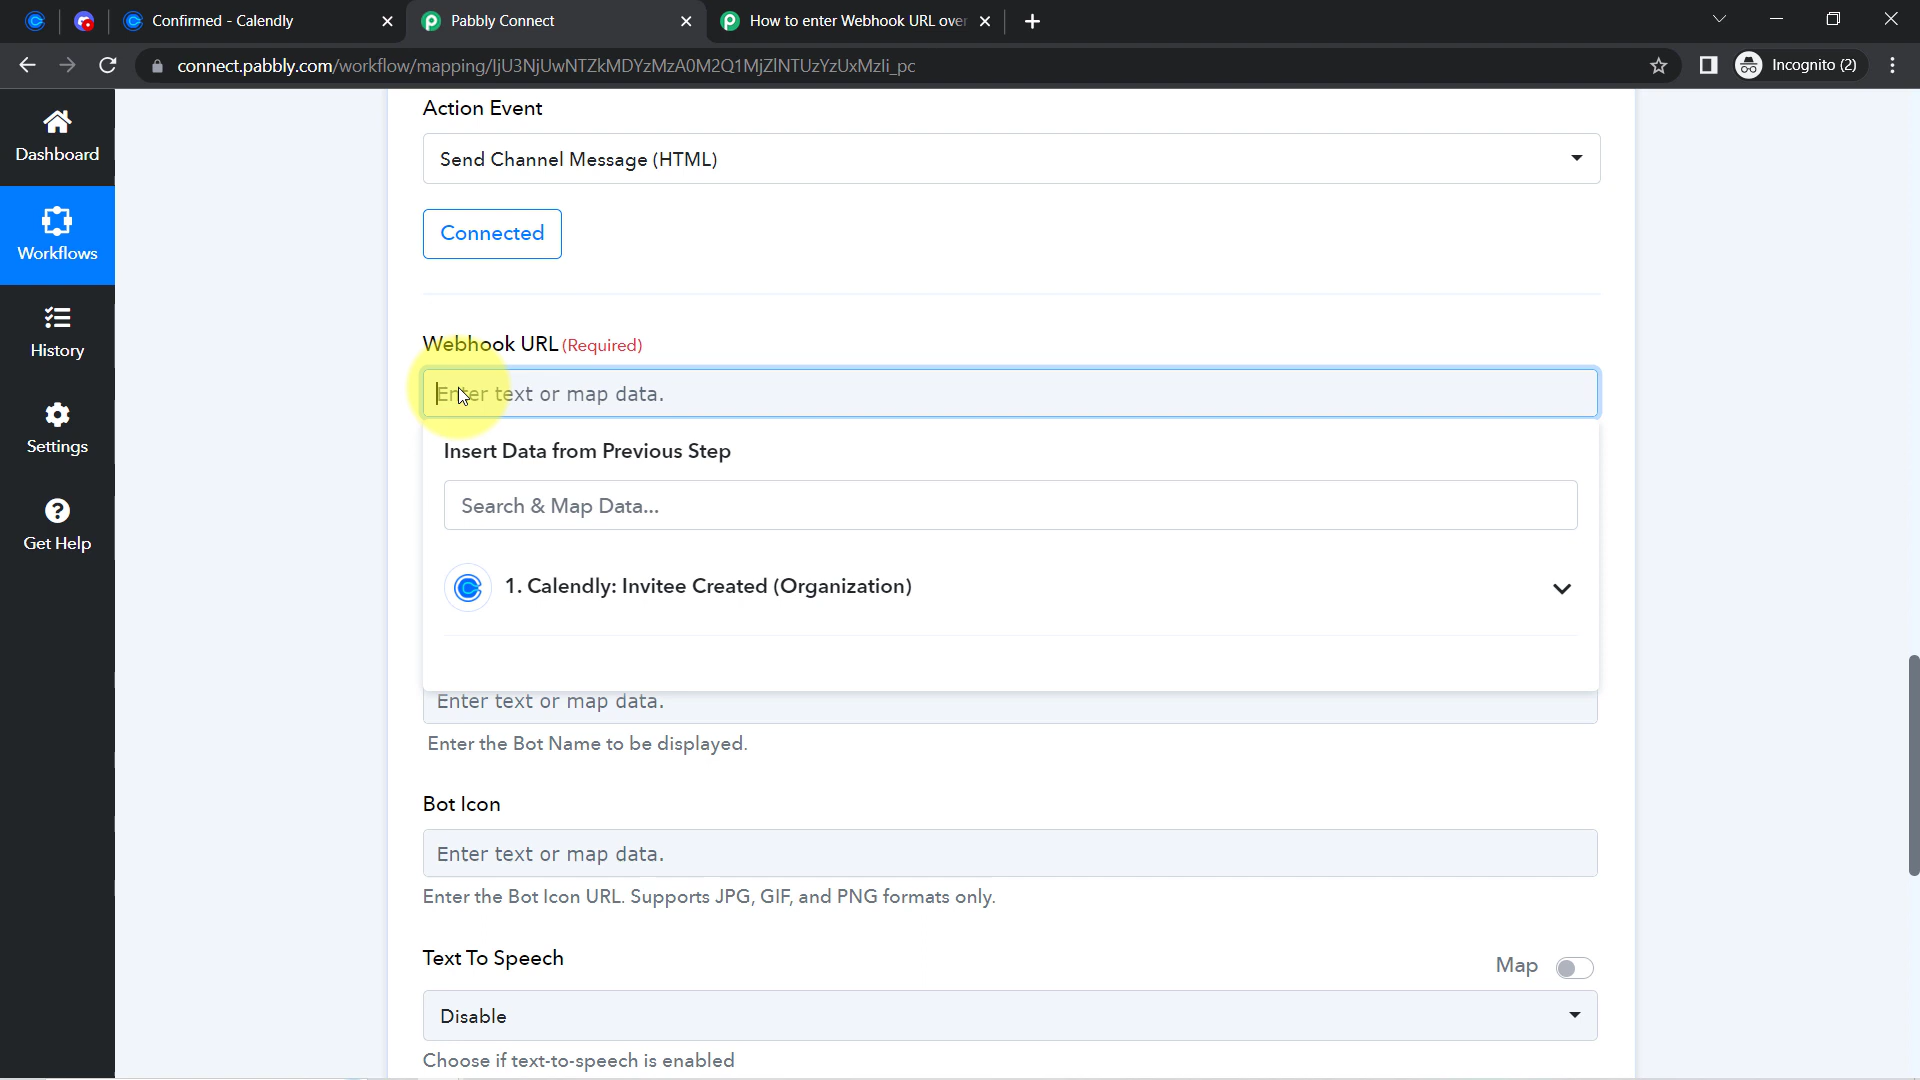 Confirmed - Calendly
Pabbly Connect
How to enter Webhook URL over
connect.pabbly.com/workflow/mapping/IjU3NjUwNTZkMDYzMzA0M2Q1MjZlNTUzYzUxMzIi_pc
Incognito (2)
Dashboard
Workflows
History
Settings
Get Help
Action Event
Send Channel Message (HTML)
Connected
Webhook URL (Required)
Enter text or map data.
Insert Data from Previous Step
Search & Map Data...
1. Calendly: Invitee Created (Organization)
Enter text or map data.
Enter the Bot Name to be displayed.
Bot Icon
Enter text or map data.
Enter the Bot Icon URL. Supports JPG, GIF, and PNG formats only.
Text To Speech
Map
Disable
Choose if text-to-speech is enabled